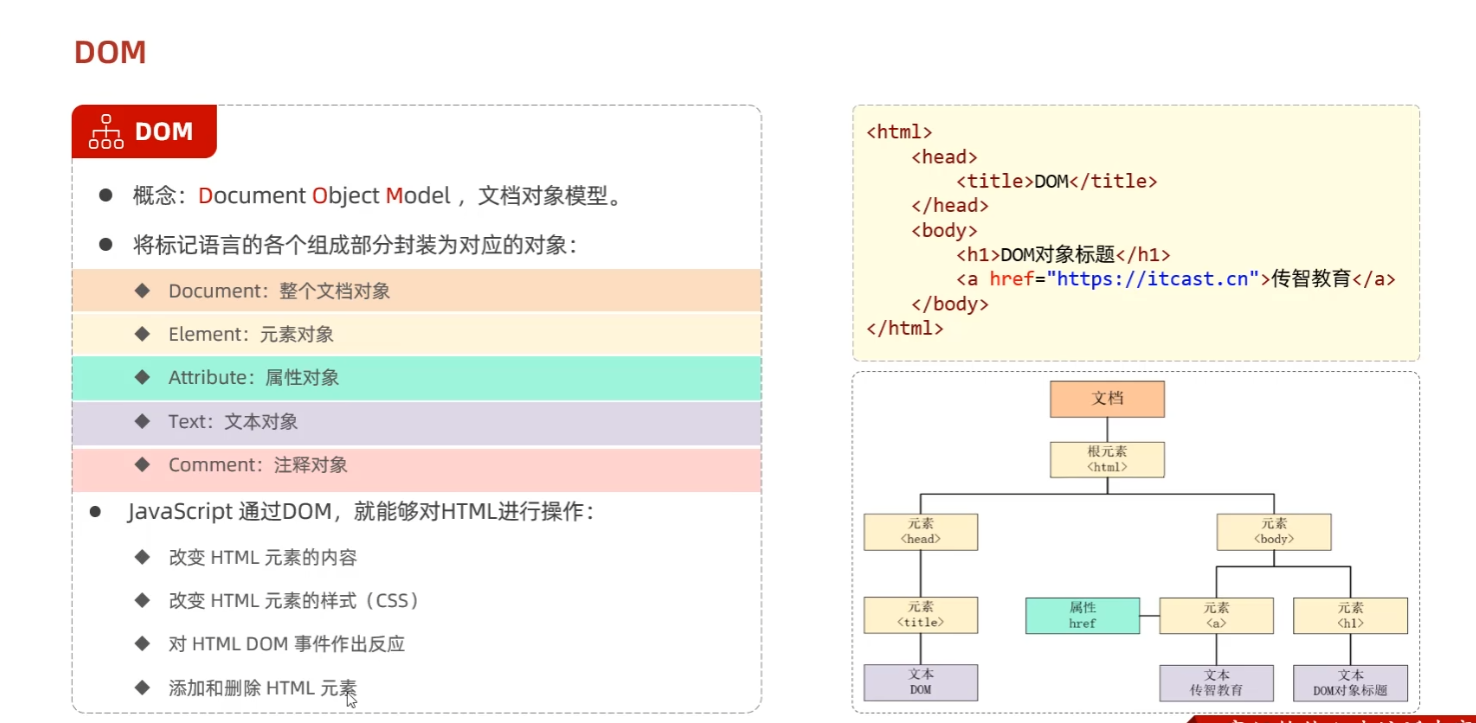 DOM
DOM
概念：Document Object Model ，文档对象模型。
将标记语言的各个组成部分封装为对应的对象：
Document：整个文档对象
Element：元素对象
Attribute：属性对象
Text：文本对象
Comment：注释对象
JavaScript 通过DOM，就能够对HTML进行操作：
改变 HTML 元素的内容
改变 HTML 元素的样式（CSS）
对 HTML DOM 事件作出反应
添加和删除 HTML 元素
<html>
<head>
<title>DOM</title>
</head>
<body>
<h1>DOM对象标题</h1>
<a href="https://itcast.cn">传智教育</a>
</body>
</html>
文档
根元素
<html>
元素
<head>
元素
<body>
元素
<title>
属性
href
元素
<a>
元素
<h1>
文本
DOM
文本
传智教育
文本
DOM对象标题